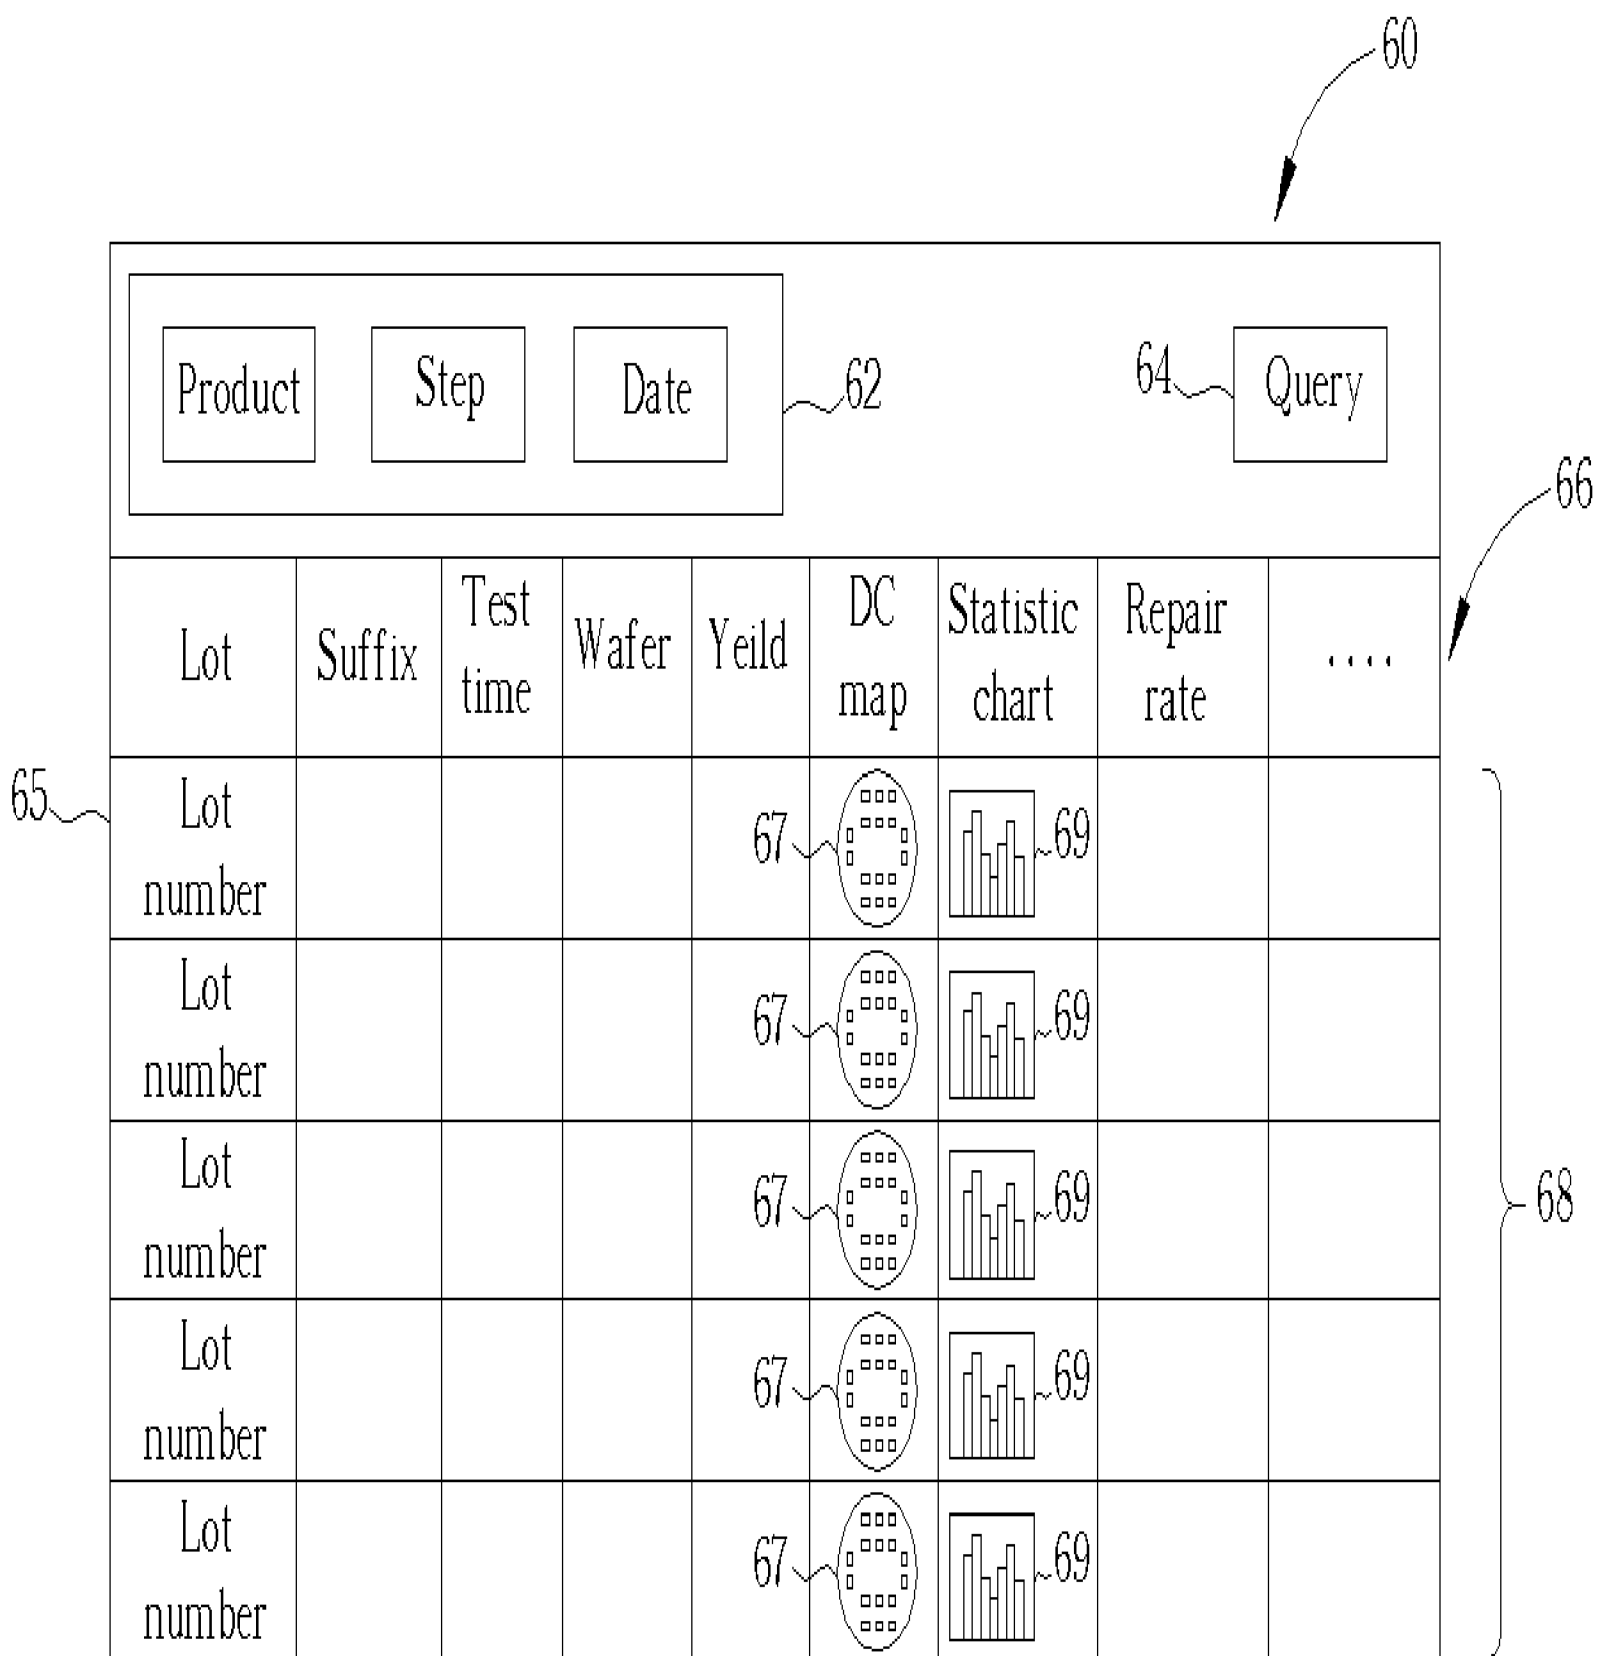 60
Product Step Date 62 64 Query
66
Lot Suffix Test time Wafer Yeild DC map Statistic chart Repair rate ....
65 Lot number 67 69
Lot number 67 69
Lot number 67 69
68
Lot number 67 69
Lot number 67 69